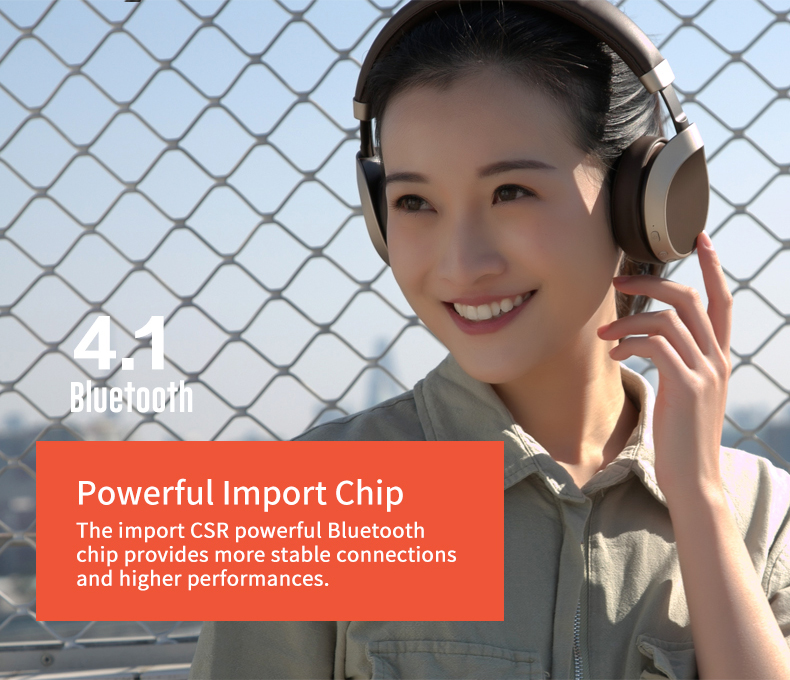 4.1
Bluetooth
Powerful Import Chip
The import CSR powerful Bluetooth
chip provides more stable connections
and higher performances.